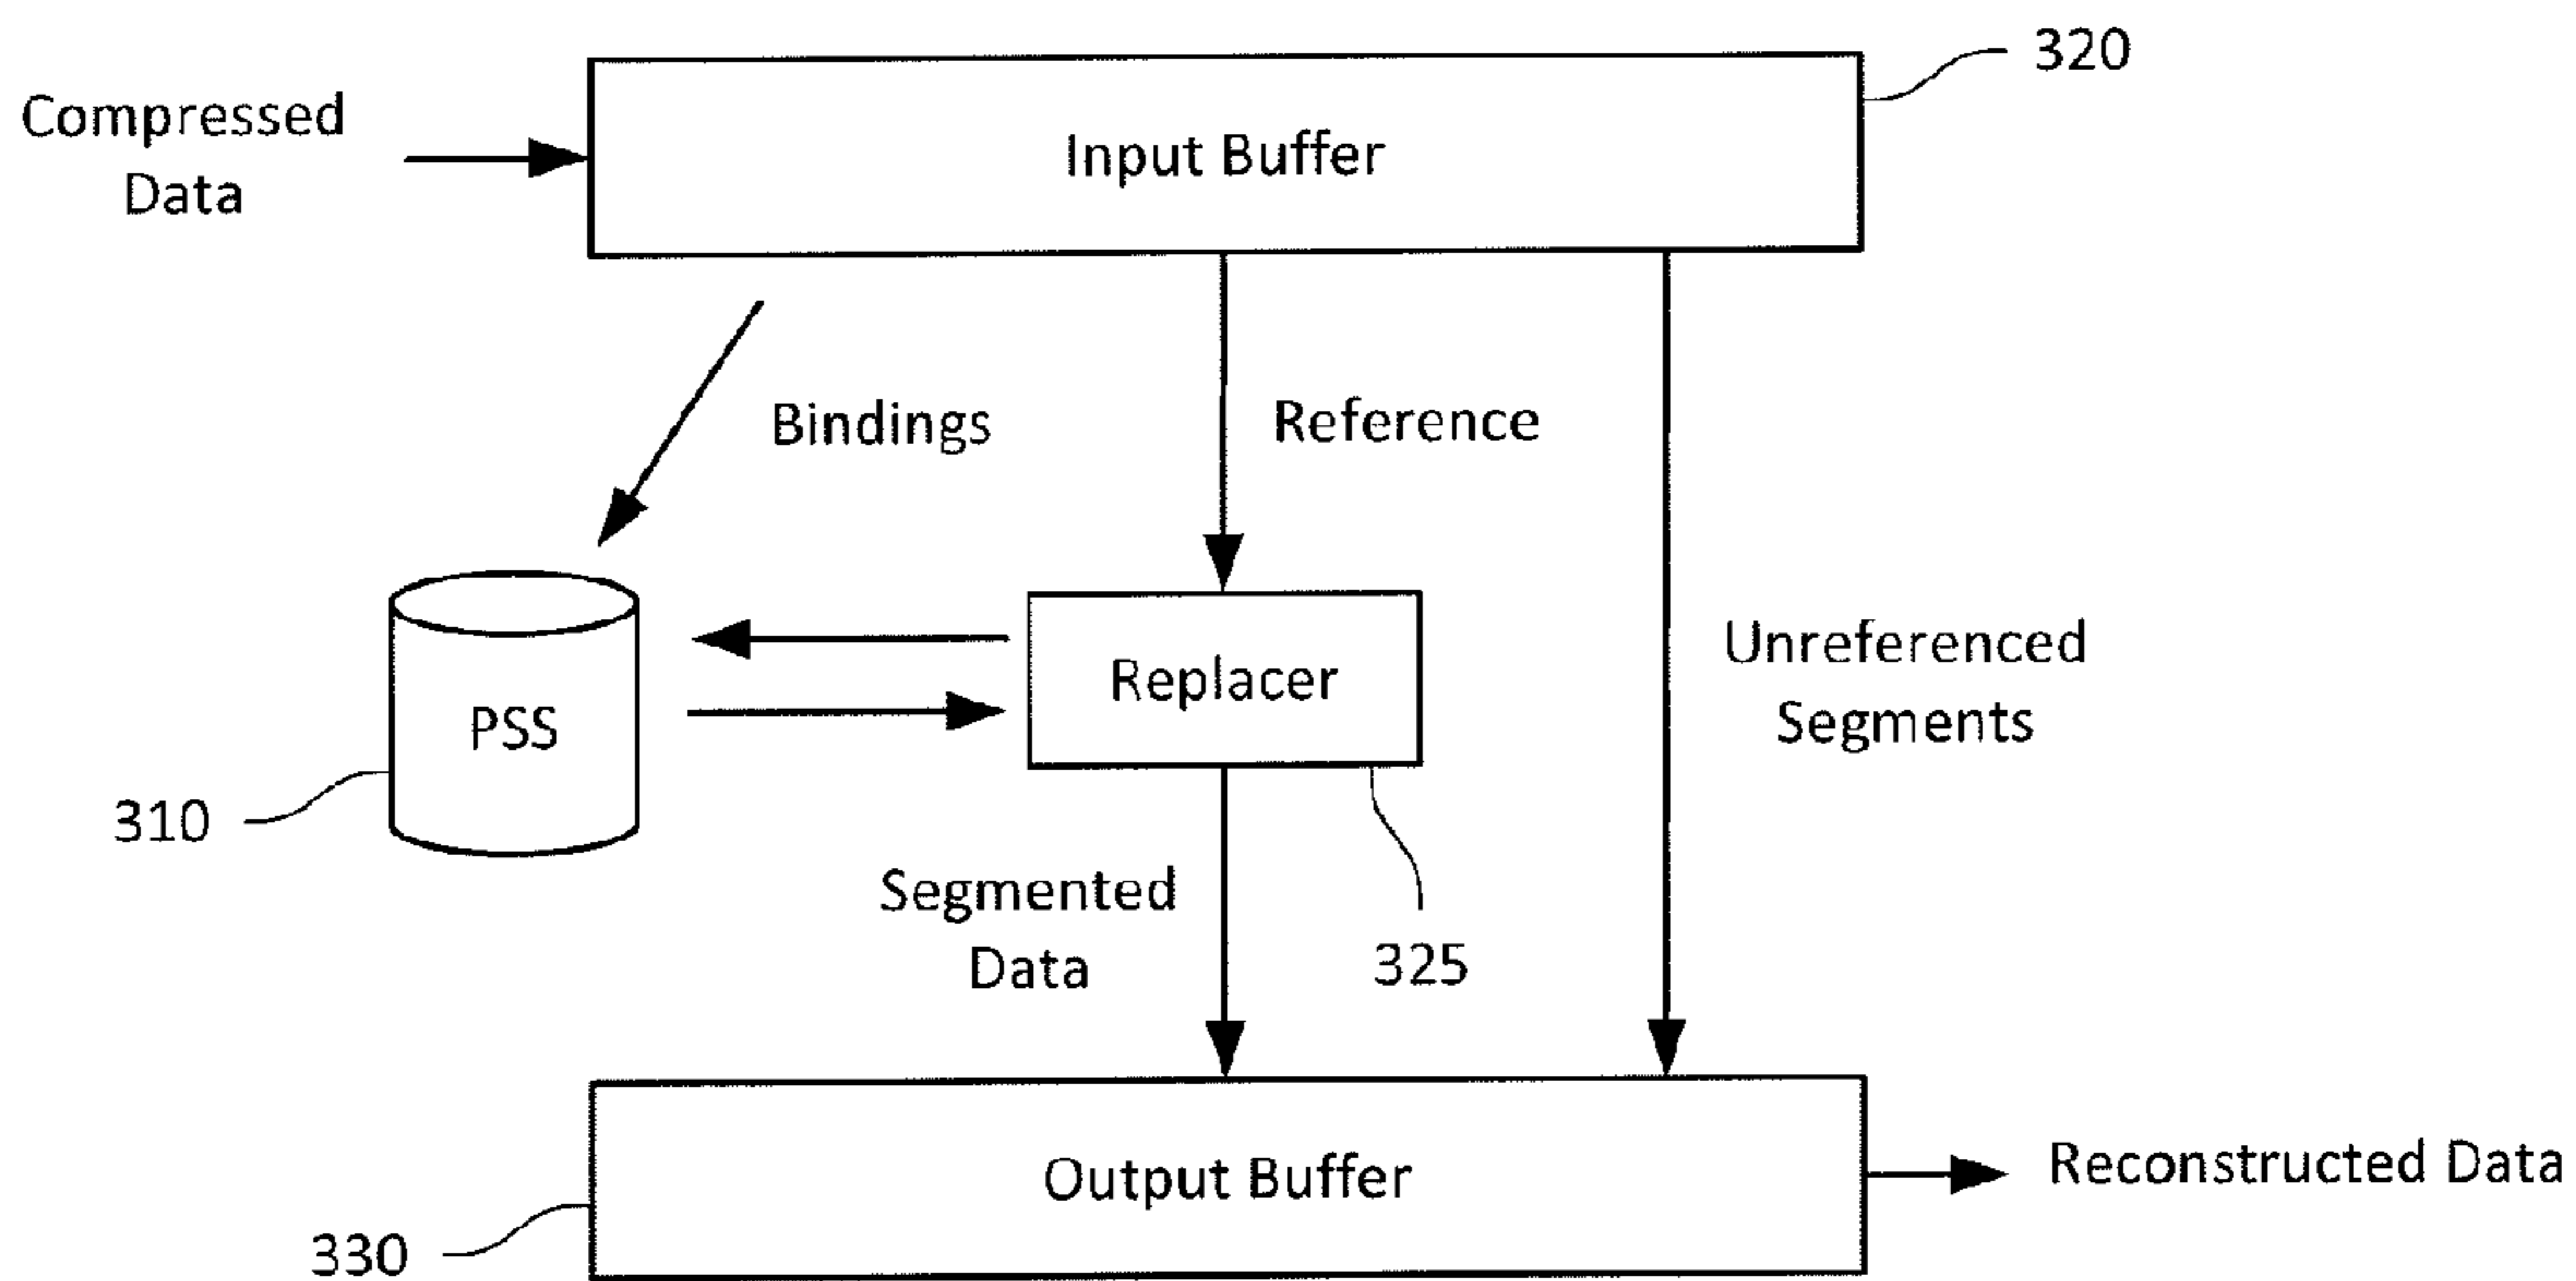 320
Compressed
Data
Input Buffer
Bindings
Reference
Unreferenced
Segments
Replacer
PSS
310
Segmented
Data
325
Output Buffer
Reconstructed Data
330